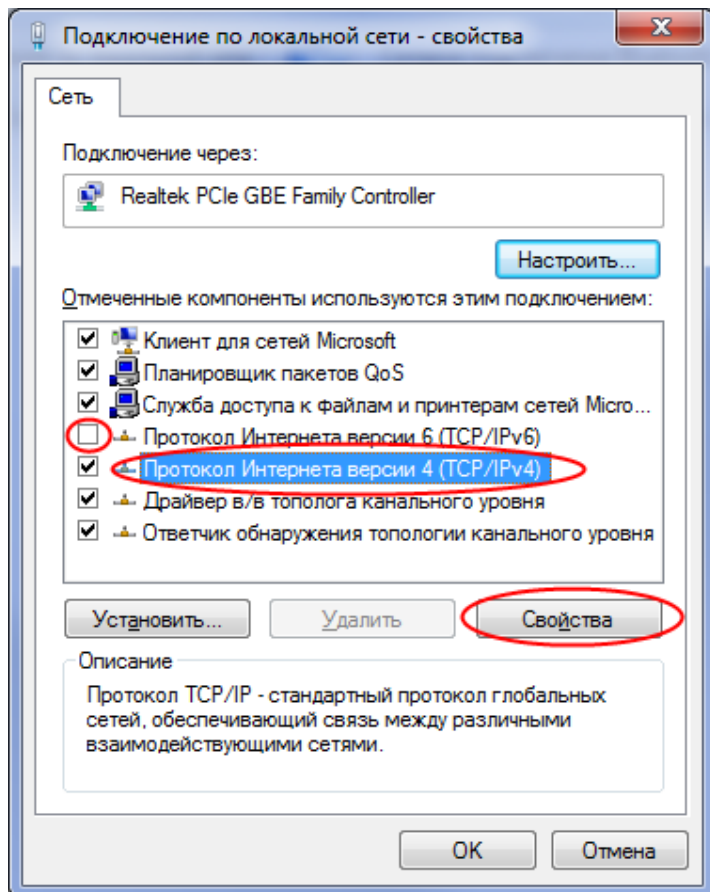 Подключение по локальной сети - свойства
Сеть
Подключение через:
Realtek PCIe GBE Family Controller
Настроить...
Отмеченные компоненты используются этим подключением:
Клиент для сетей Microsoft
Планировщик пакетов QoS
Служба доступа к файлам и принтерам сетей Micro...
Протокол Интернета версии 6 (TCP/IPv6)
Протокол Интернета версии 4 (TCP/IPv4)
Драйвер в/в тополога канального уровня
Ответчик обнаружения топологии канального уровня
Установить...
Удалить
Свойства
Описание
Протокол TCP/IP - стандартный протокол глобальных
сетей, обеспечивающий связь между различными
взаимодействующими сетями.
OK
Отмена